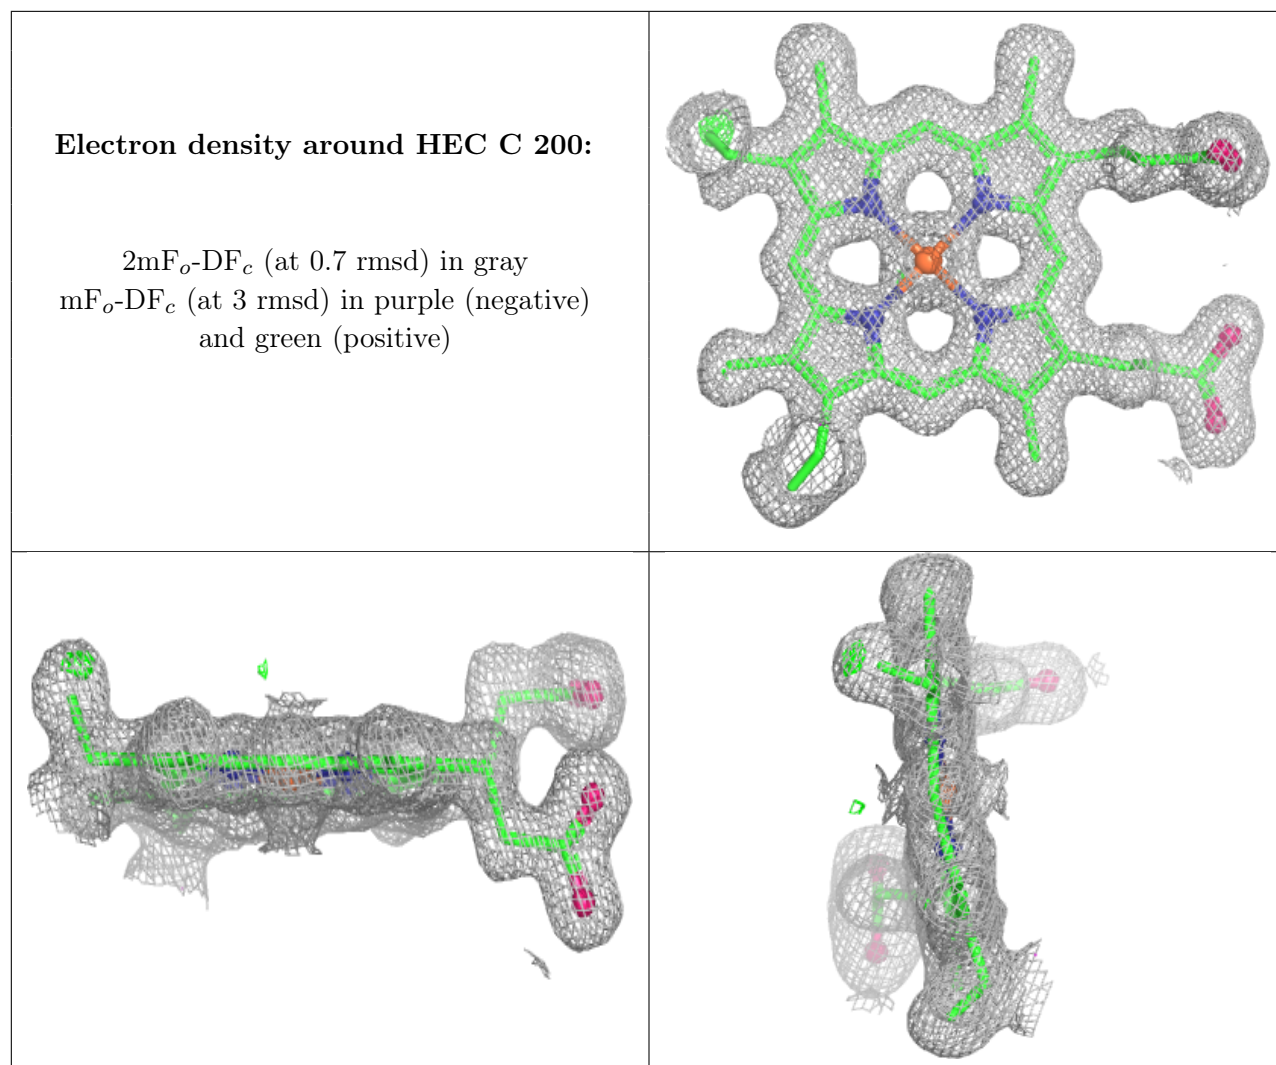 Electron density around HEC C 200:
2mFₒ-DF𝒸 (at 0.7 rmsd) in gray
mFₒ-DF𝒸 (at 3 rmsd) in purple (negative)
and green (positive)